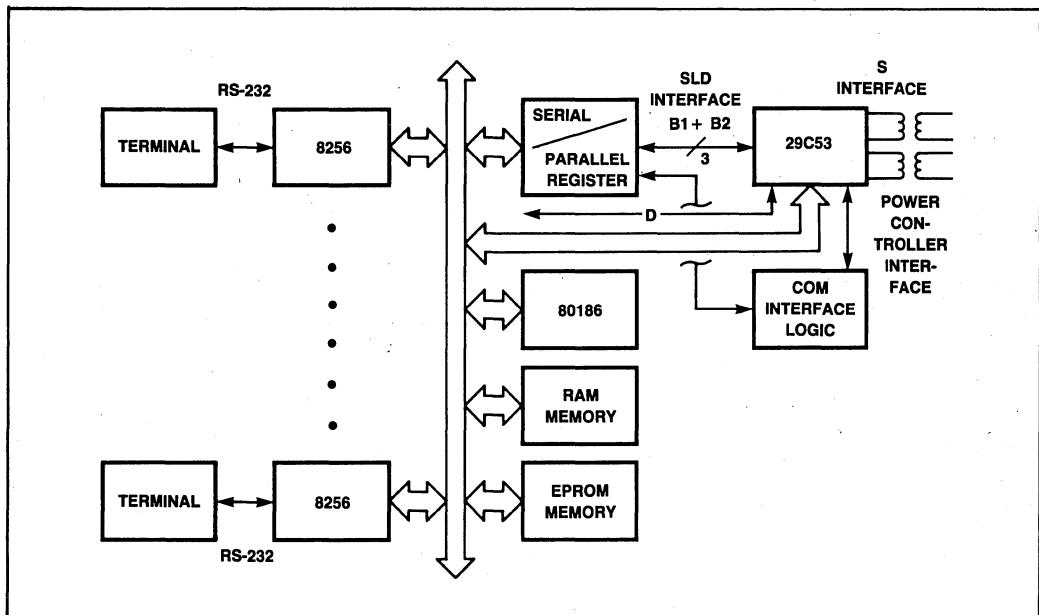 RS-232
TERMINAL
8256
SERIAL
PARALLEL
REGISTER
SLD
INTERFACE
B1 + B2
3
29C53
S
INTERFACE
D
POWER
CON-
TROLLER
INTER-
FACE
COM
INTERFACE
LOGIC
80186
RAM
MEMORY
TERMINAL
8256
RS-232
EPROM
MEMORY